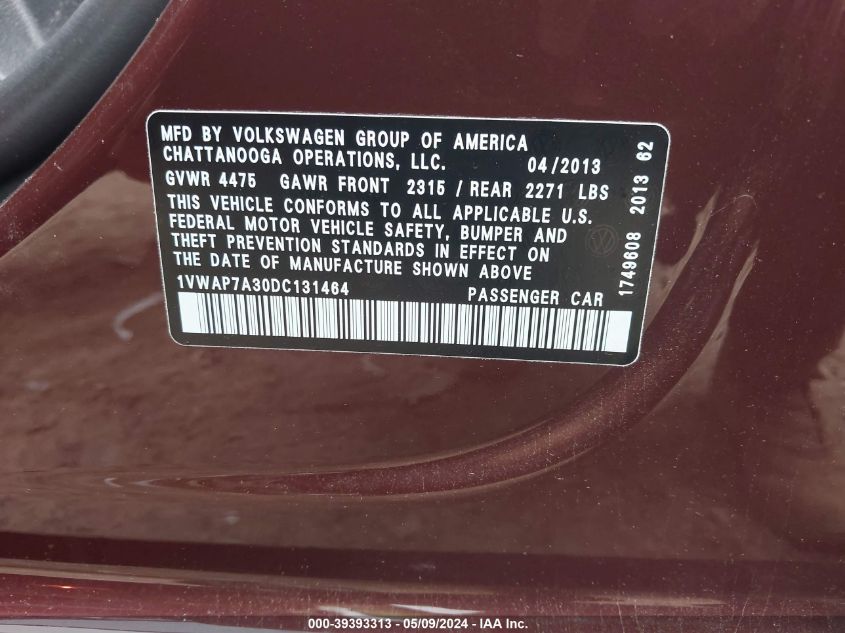 MFD BY VOLKSWAGEN GROUP OF AMERICA
CHATTANOOGA OPERATIONS, LLC. 04/2013
GVWR 4475 GAWR FRONT 2315 / REAR 2271 LBS
THIS VEHICLE CONFORMS TO ALL APPLICABLE U.S.
FEDERAL MOTOR VEHICLE SAFETY, BUMPER AND
THEFT PREVENTION STANDARDS IN EFFECT ON
THE DATE OF MANUFACTURE SHOWN ABOVE
1VWAP7A30DC131464 PASSENGER CAR
1749608 2013 62
000-39393313 - 05/09/2024 - IAA Inc.